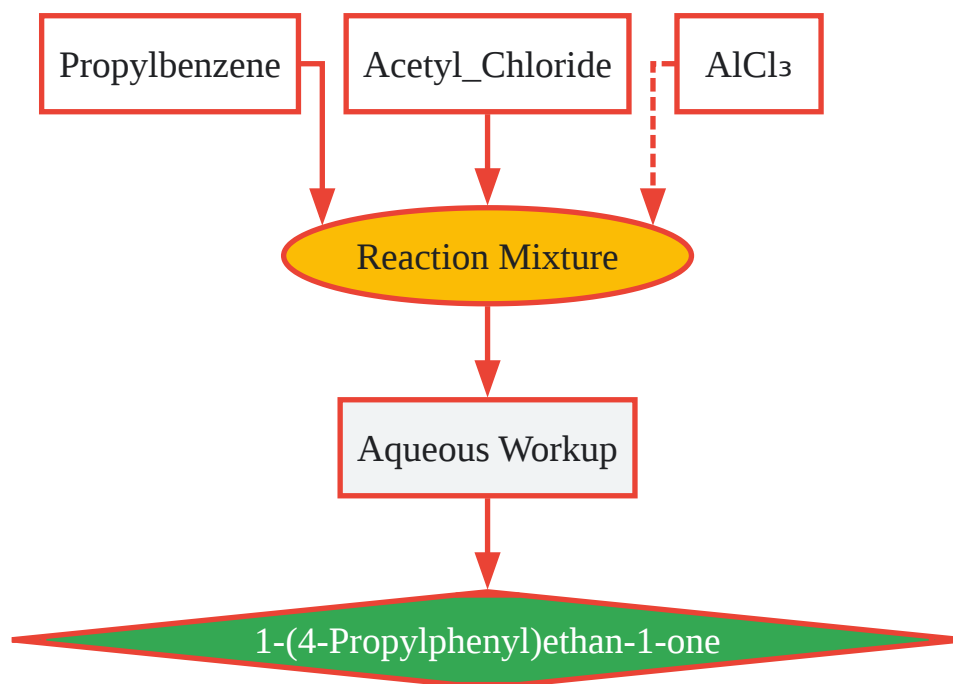 Propylbenzene
Acetyl_Chloride
AlCl₃
Reaction Mixture
Aqueous Workup
1-(4-Propylphenyl)ethan-1-one